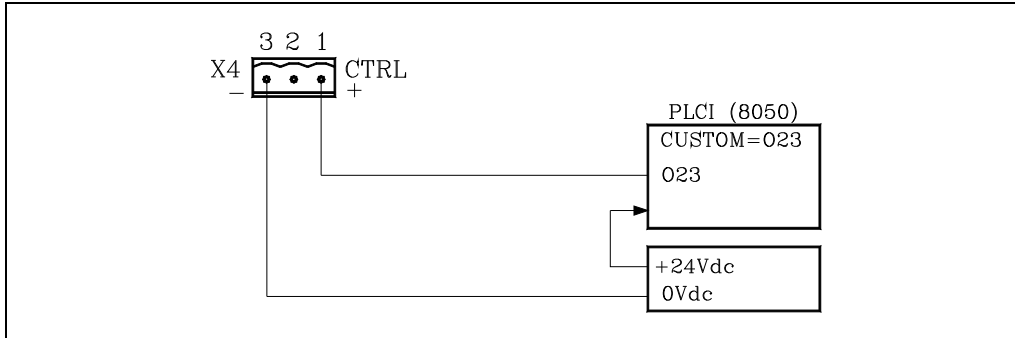 3 2 1
X4 CTRL
− +
PLCI (8050)
CUSTOM=O23
O23
+24Vdc
0Vdc